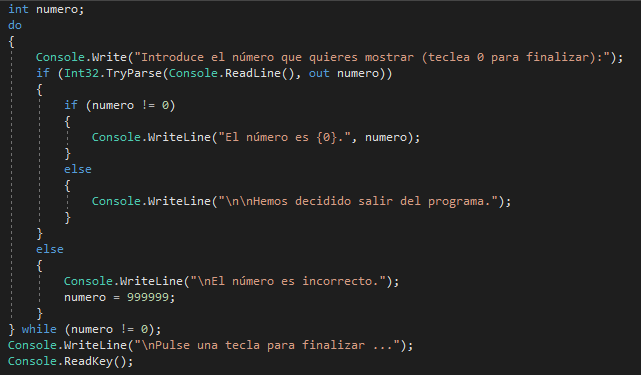 int numero;
do
{
    Console.Write("Introduce el número que quieres mostrar (teclea 0 para finalizar):");
    if (Int32.TryParse(Console.ReadLine(), out numero))
    {
        if (numero != 0)
        {
            Console.WriteLine("El número es {0}.", numero);
        }
        else
        {
            Console.WriteLine("\n\nHemos decidido salir del programa.");
        }
    }
    else
    {
        Console.WriteLine("\nEl número es incorrecto.");
        numero = 999999;
    }
} while (numero != 0);
Console.WriteLine("\nPulse una tecla para finalizar ...");
Console.ReadKey();